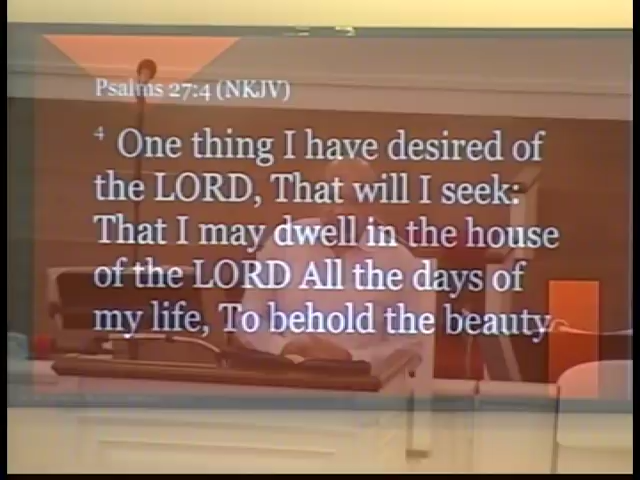 Psalms 27:4 (NKJV)
4 One thing I have desired of
the LORD, That will I seek:
That I may dwell in the house
of the LORD All the days of
my life, To behold the beauty